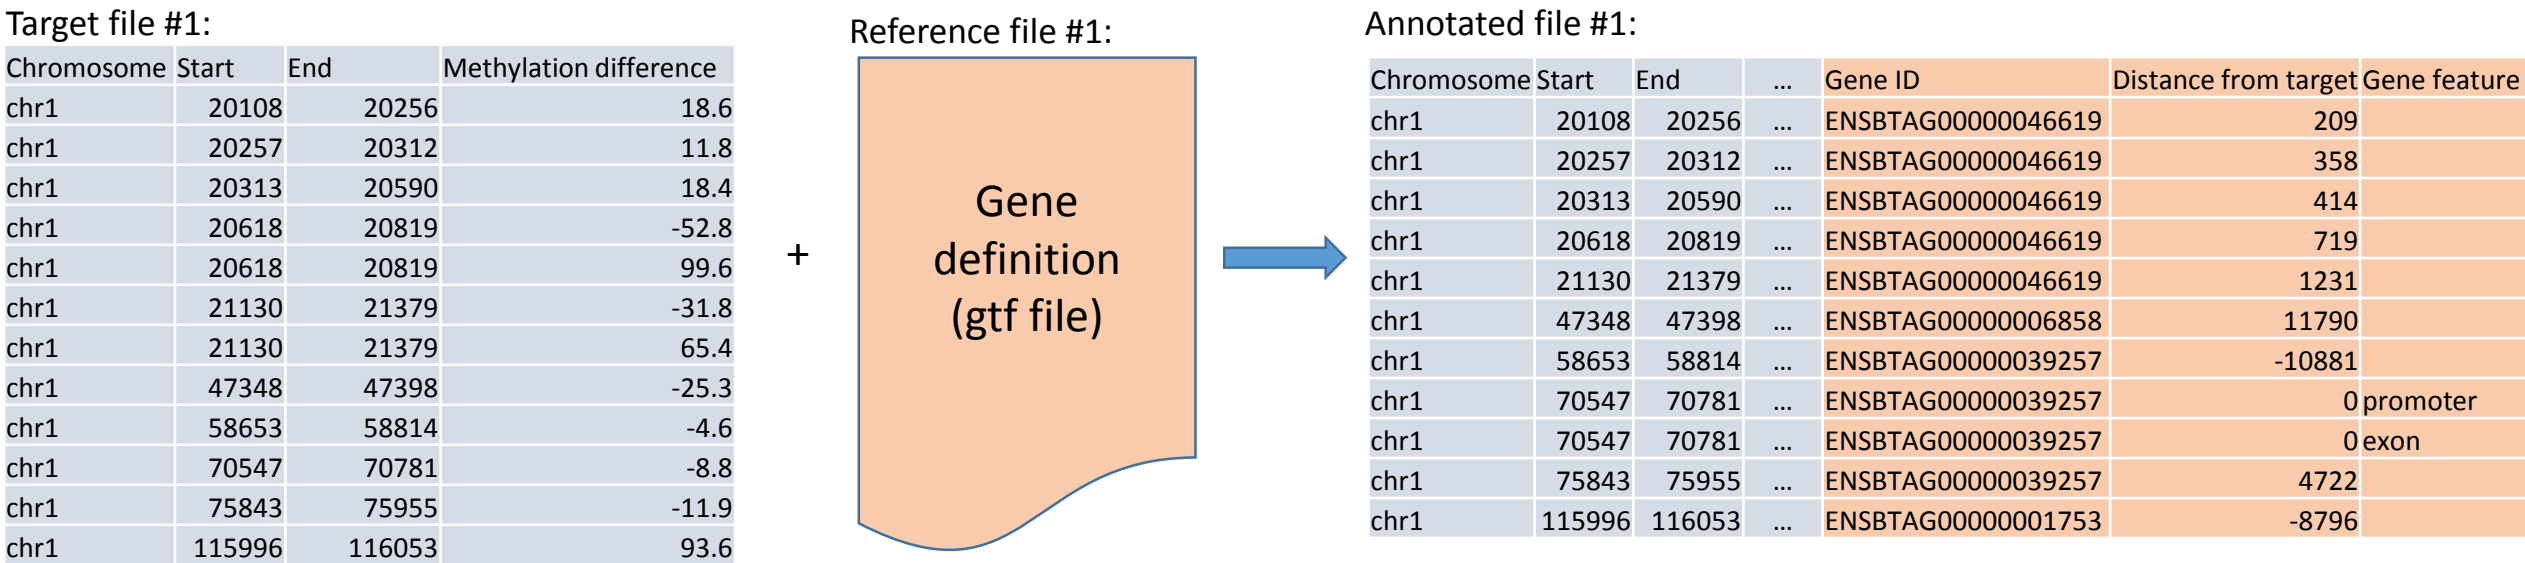 Target file #1:
Chromosome Start End Methylation difference
chr1 20108 20256 18.6
chr1 20257 20312 11.8
chr1 20313 20590 18.4
chr1 20618 20819 -52.8
chr1 20618 20819 99.6
chr1 21130 21379 -31.8
chr1 21130 21379 65.4
chr1 47348 47398 -25.3
chr1 58653 58814 -4.6
chr1 70547 70781 -8.8
chr1 75843 75955 -11.9
chr1 115996 116053 93.6
+
Reference file #1:
Gene
definition
(gtf file)
Annotated file #1:
Chromosome Start End ... Gene ID Distance from target Gene feature
chr1 20108 20256 ... ENSBTAG00000046619 209
chr1 20257 20312 ... ENSBTAG00000046619 358
chr1 20313 20590 ... ENSBTAG00000046619 414
chr1 20618 20819 ... ENSBTAG00000046619 719
chr1 21130 21379 ... ENSBTAG00000046619 1231
chr1 47348 47398 ... ENSBTAG00000006858 11790
chr1 58653 58814 ... ENSBTAG00000039257 -10881
chr1 70547 70781 ... ENSBTAG00000039257 0 promoter
chr1 70547 70781 ... ENSBTAG00000039257 0 exon
chr1 75843 75955 ... ENSBTAG00000039257 4722
chr1 115996 116053 ... ENSBTAG00000001753 -8796